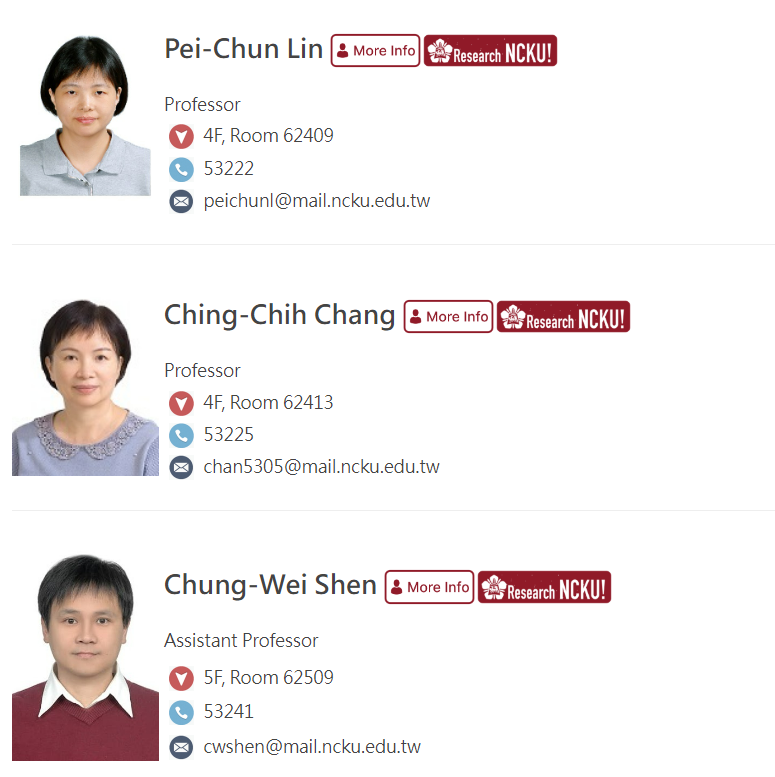 Pei-Chun Lin More Info Research NCKU!
Professor
4F, Room 62409
53222
peichunl@mail.ncku.edu.tw
Ching-Chih Chang More Info Research NCKU!
Professor
4F, Room 62413
53225
chan5305@mail.ncku.edu.tw
Chung-Wei Shen More Info Research NCKU!
Assistant Professor
5F, Room 62509
53241
cwshen@mail.ncku.edu.tw